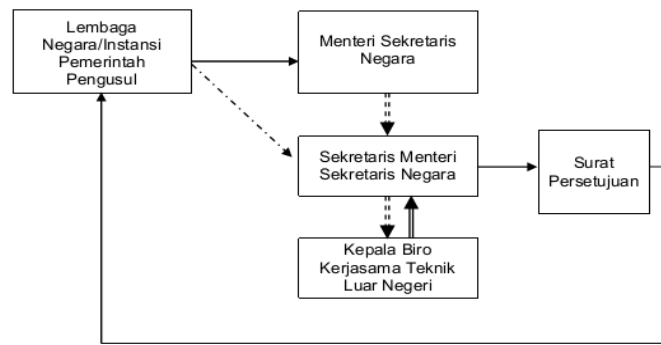 Lembaga
Negara/Instansi
Pemerintah
Pengusul
Menteri Sekretaris
Negara
Sekretaris Menteri
Sekretaris Negara
Surat
Persetujuan
Kepala Biro
Kerjasama Teknik
Luar Negeri